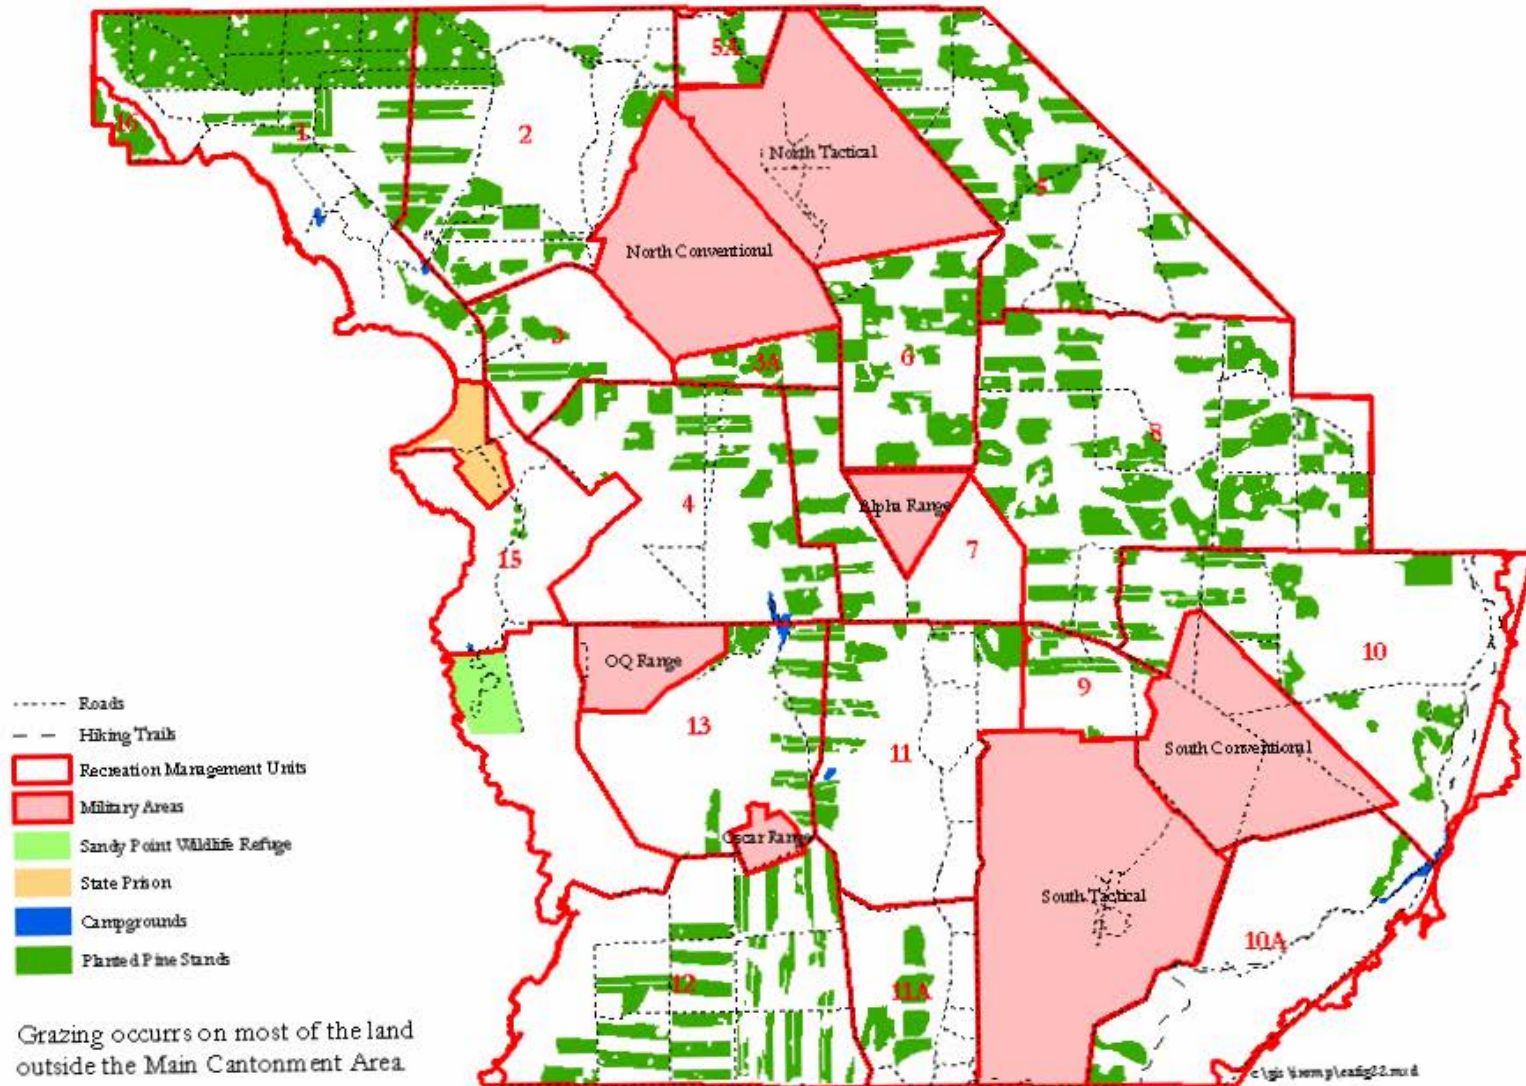 5A
16
1
2
North Tactical
5
North Conventional
3
3A
6
8
4
Alpha Range
7
15
OQ Range
10
9
13
South Conventional
11
Oscar Range
South Tactical
10A
12
11A
Roads
Hiking Trails
Recreation Management Units
Military Areas
Sandy Point Wildlife Refuge
State Prison
Campgrounds
Planted Pine Stands
Grazing occurrs on most of the land
outside the Main Cantonment Area